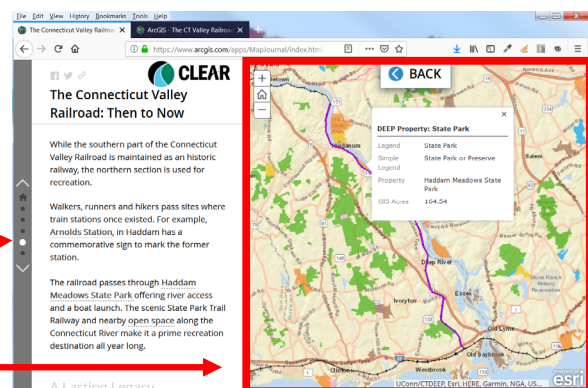 File Edit View History Bookmarks Tools Help
The Connecticut Valley Railroa
ArcGIS - The CT Valley Railroad
https://www.arcgis.com/apps/MapJournal/index.html
CLEAR
The Connecticut Valley
Railroad: Then to Now
While the southern part of the Connecticut
Valley Railroad is maintained as an historic
railway, the northern section is used for
recreation.
Walkers, runners and hikers pass sites where
train stations once existed. For example,
Arnolds Station, in Haddam has a
commemorative sign to mark the former
station.
The railroad passes through Haddam
Meadows State Park offering river access
and a boat launch. The scenic State Park Trail
Railway and nearby open space along the
Connecticut River make it a prime recreation
destination all year long.
A Lasting Legacy
BACK
DEEP Property: State Park
Legend State Park
Simple Legend State Park or Preserve
Property Haddam Meadows State Park
GIS Acres 164.54
Higganum
Salem
Deep River
Ivoryton
Essex
Old Lyme
Old Saybrook
Westbrook
Clinton
UConn/CTDEEP, Esri, HERE, Garmin, NGA, US...
esri